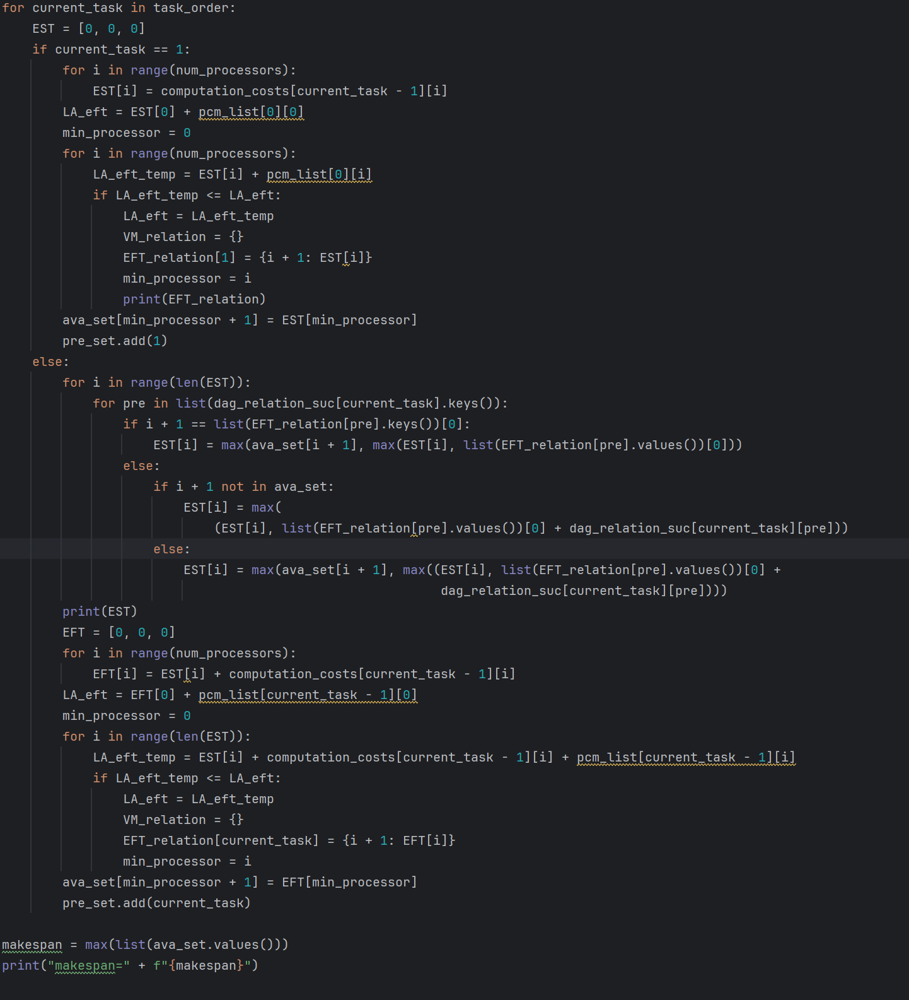 for current_task in task_order:
    EST = [0, 0, 0]
    if current_task == 1:
        for i in range(num_processors):
            EST[i] = computation_costs[current_task - 1][i]
        LA_eft = EST[0] + pcm_list[0][0]
        min_processor = 0
        for i in range(num_processors):
            LA_eft_temp = EST[i] + pcm_list[0][i]
            if LA_eft_temp <= LA_eft:
                LA_eft = LA_eft_temp
                VM_relation = {}
                EFT_relation[1] = {i + 1: EST[i]}
                min_processor = i
                print(EFT_relation)
        ava_set[min_processor + 1] = EST[min_processor]
        pre_set.add(1)
    else:
        for i in range(len(EST)):
            for pre in list(dag_relation_suc[current_task].keys()):
                if i + 1 == list(EFT_relation[pre].keys())[0]:
                    EST[i] = max(ava_set[i + 1], max(EST[i], list(EFT_relation[pre].values())[0]))
                else:
                    if i + 1 not in ava_set:
                        EST[i] = max(
                            (EST[i], list(EFT_relation[pre].values())[0] + dag_relation_suc[current_task][pre]))
                    else:
                        EST[i] = max(ava_set[i + 1], max((EST[i], list(EFT_relation[pre].values())[0] +
                                                          dag_relation_suc[current_task][pre])))
        print(EST)
        EFT = [0, 0, 0]
        for i in range(num_processors):
            EFT[i] = EST[i] + computation_costs[current_task - 1][i]
        LA_eft = EFT[0] + pcm_list[current_task - 1][0]
        min_processor = 0
        for i in range(len(EST)):
            LA_eft_temp = EST[i] + computation_costs[current_task - 1][i] + pcm_list[current_task - 1][i]
            if LA_eft_temp <= LA_eft:
                LA_eft = LA_eft_temp
                VM_relation = {}
                EFT_relation[current_task] = {i + 1: EFT[i]}
                min_processor = i
        ava_set[min_processor + 1] = EFT[min_processor]
        pre_set.add(current_task)

makespan = max(list(ava_set.values()))
print("makespan=" + f"{makespan}")